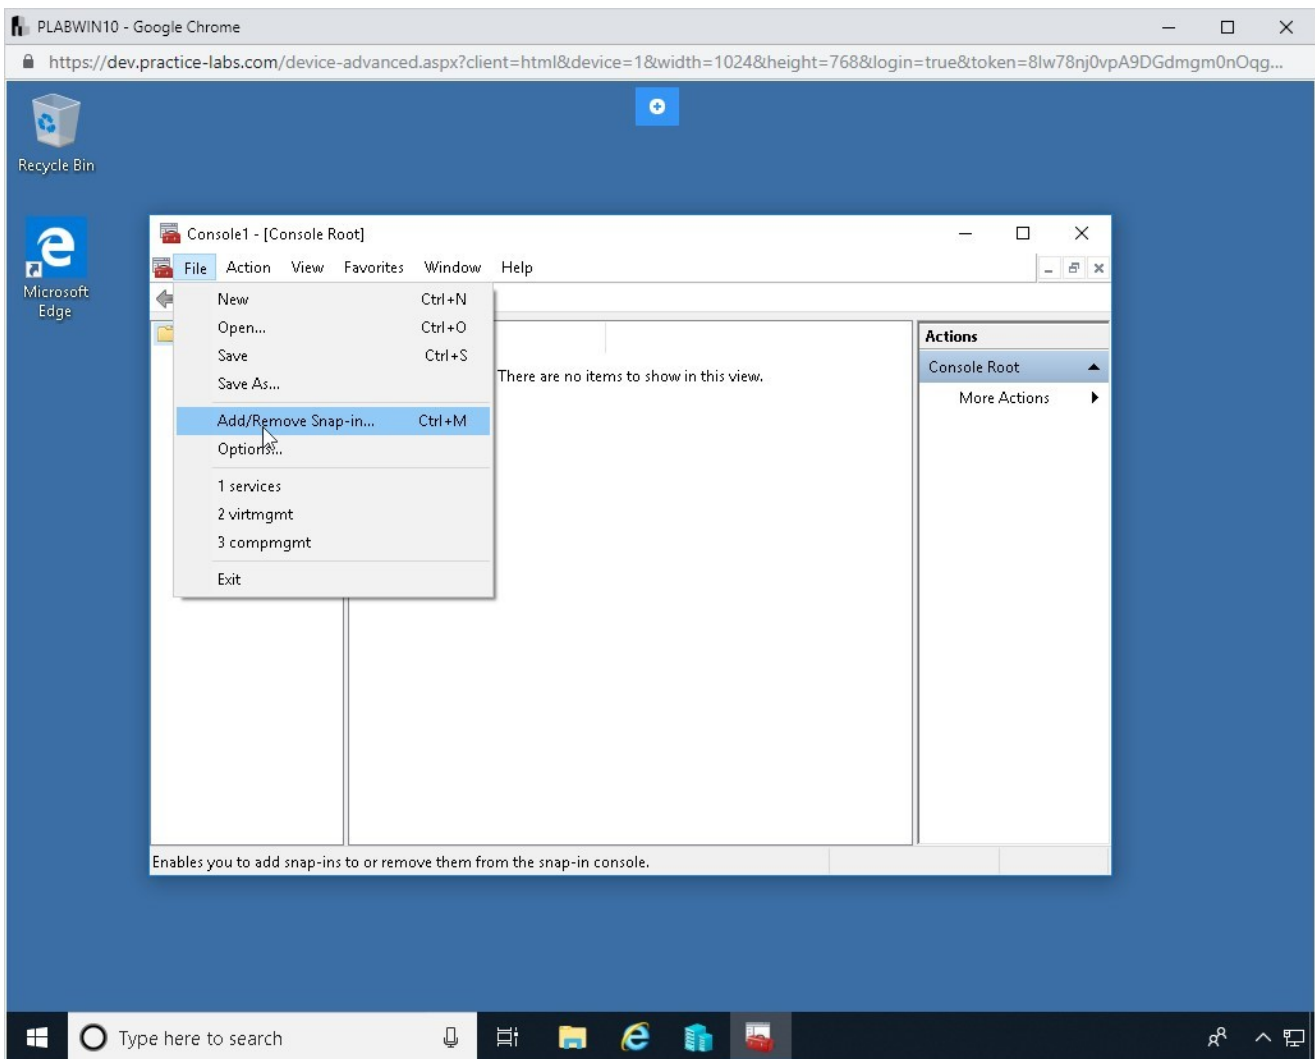 PLABWIN10 - Google Chrome
https://dev.practice-labs.com/device-advanced.aspx?client=html&device=1&width=1024&height=768&login=true&token=8lw78nj0vpA9DGdmgm0nOqg...
Recycle Bin
Microsoft
Edge
Console1 - [Console Root]
File Action View Favorites Window Help
New Ctrl+N
Open... Ctrl+O
Save Ctrl+S
Save As...
Add/Remove Snap-in... Ctrl+M
Options...
1 services
2 virtmgmt
3 compmgmt
Exit
There are no items to show in this view.
Actions
Console Root
More Actions
Enables you to add snap-ins to or remove them from the snap-in console.
Type here to search